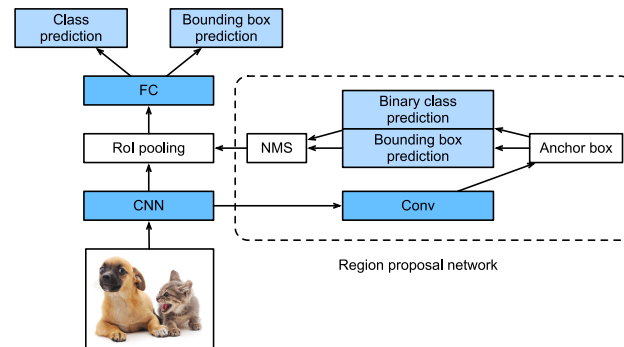 Class
prediction
Bounding box
prediction
FC
Binary class
prediction
RoI pooling
NMS
Bounding box
prediction
Anchor box
CNN
Conv
Region proposal network